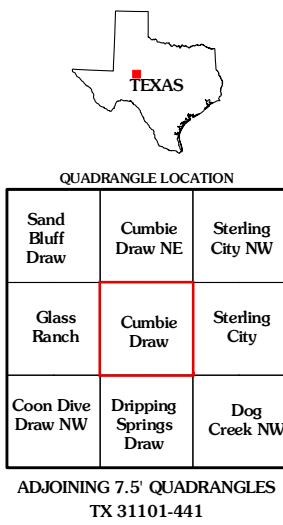 TEXAS
QUADRANGLE LOCATION
Sand
Bluff
Draw
Cumbie
Draw NE
Sterling
City NW
Glass
Ranch
Cumbie
Draw
Sterling
City
Coon Dive
Draw NW
Dripping
Springs
Draw
Dog
Creek NW
ADJOINING 7.5' QUADRANGLES
TX 31101-441